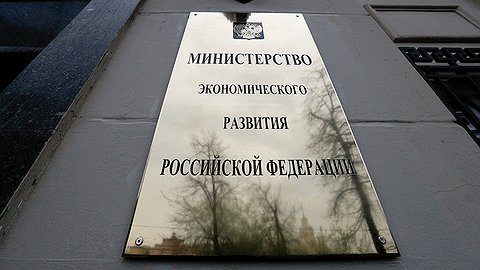 МИНИСТЕРСТВО
ЭКОНОМИЧЕСКОГО
РАЗВИТИЯ
РОССИЙСКОЙ ФЕДЕРАЦИИ